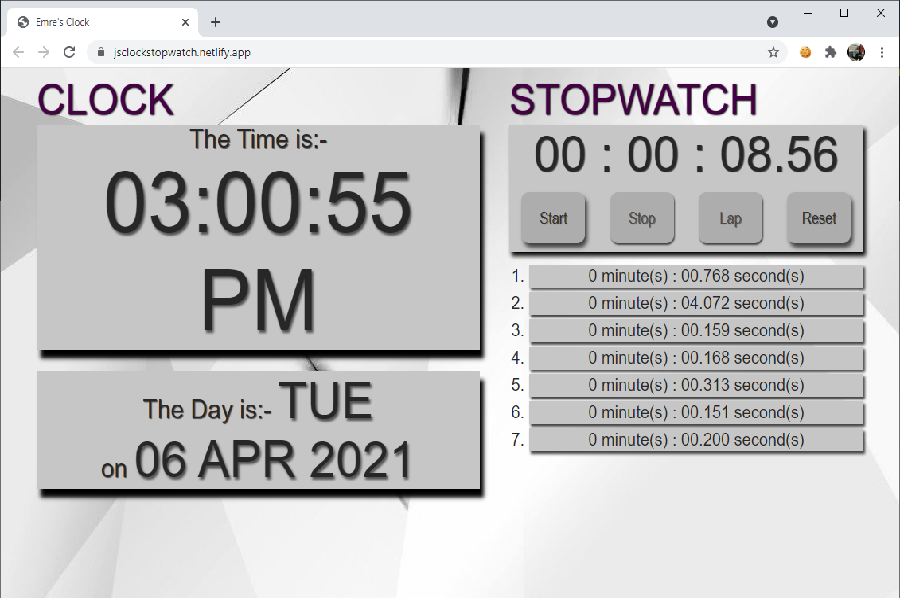 Emre's Clock
jsclockstopwatch.netlify.app
CLOCK
The Time is:-
03:00:55
PM
The Day is:- TUE
on 06 APR 2021
STOPWATCH
00 : 00 : 08.56
Start Stop Lap Reset
1. 0 minute(s) : 00.768 second(s)
2. 0 minute(s) : 04.072 second(s)
3. 0 minute(s) : 00.159 second(s)
4. 0 minute(s) : 00.168 second(s)
5. 0 minute(s) : 00.313 second(s)
6. 0 minute(s) : 00.151 second(s)
7. 0 minute(s) : 00.200 second(s)